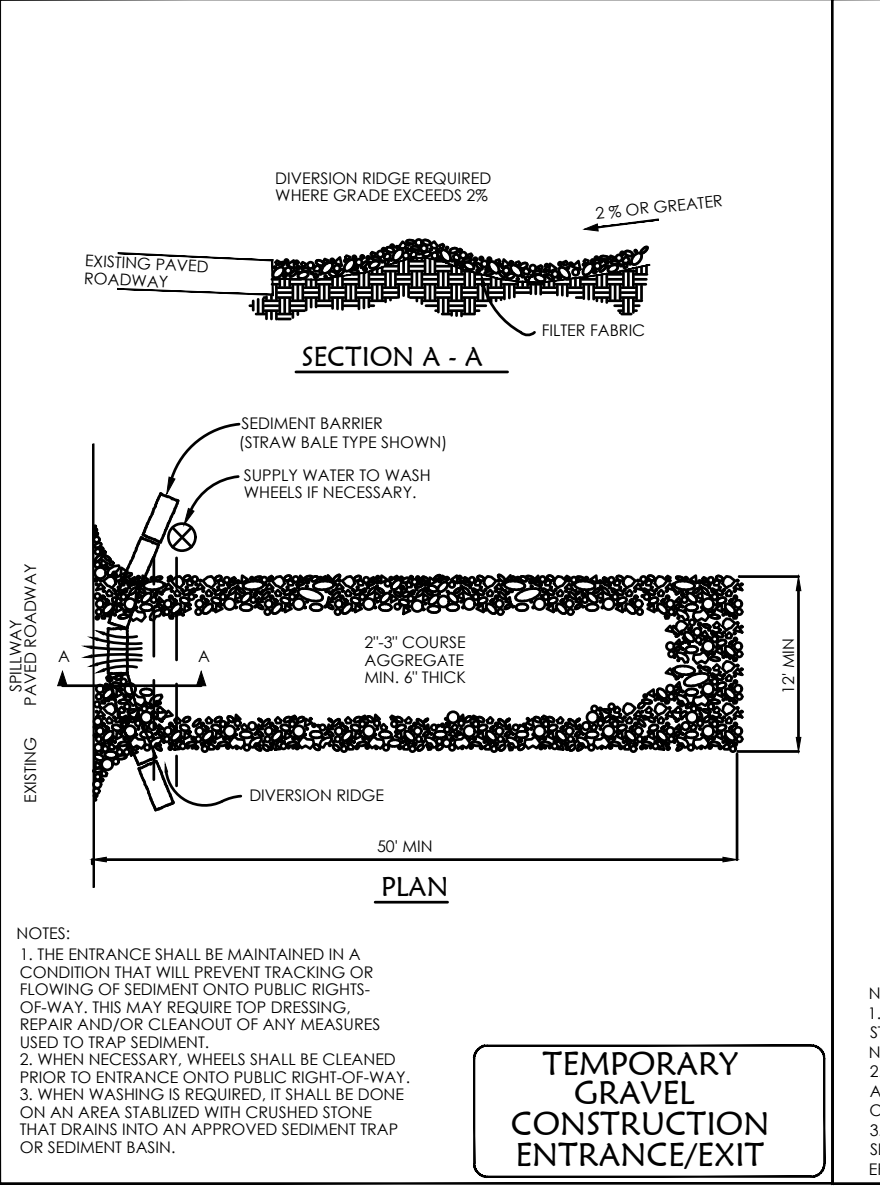 DIVERSION RIDGE REQUIRED
WHERE GRADE EXCEEDS 2%
2 % OR GREATER
EXISTING PAVED
ROADWAY
FILTER FABRIC
SECTION A - A
SEDIMENT BARRIER
(STRAW BALE TYPE SHOWN)
SUPPLY WATER TO WASH
WHEELS IF NECESSARY.
SPILLWAY
PAVED ROADWAY
EXISTING
A
A
2"-3" COURSE
AGGREGATE
MIN. 6" THICK
12' MIN
DIVERSION RIDGE
50' MIN
PLAN
NOTES:
1. THE ENTRANCE SHALL BE MAINTAINED IN A
CONDITION THAT WILL PREVENT TRACKING OR
FLOWING OF SEDIMENT ONTO PUBLIC RIGHTS-
OF-WAY. THIS MAY REQUIRE TOP DRESSING,
REPAIR AND/OR CLEANOUT OF ANY MEASURES
USED TO TRAP SEDIMENT.
2. WHEN NECESSARY, WHEELS SHALL BE CLEANED
PRIOR TO ENTRANCE ONTO PUBLIC RIGHT-OF-WAY.
3. WHEN WASHING IS REQUIRED, IT SHALL BE DONE
ON AN AREA STABLIZED WITH CRUSHED STONE
THAT DRAINS INTO AN APPROVED SEDIMENT TRAP
OR SEDIMENT BASIN.
TEMPORARY
GRAVEL
CONSTRUCTION
ENTRANCE/EXIT
1.
2
3